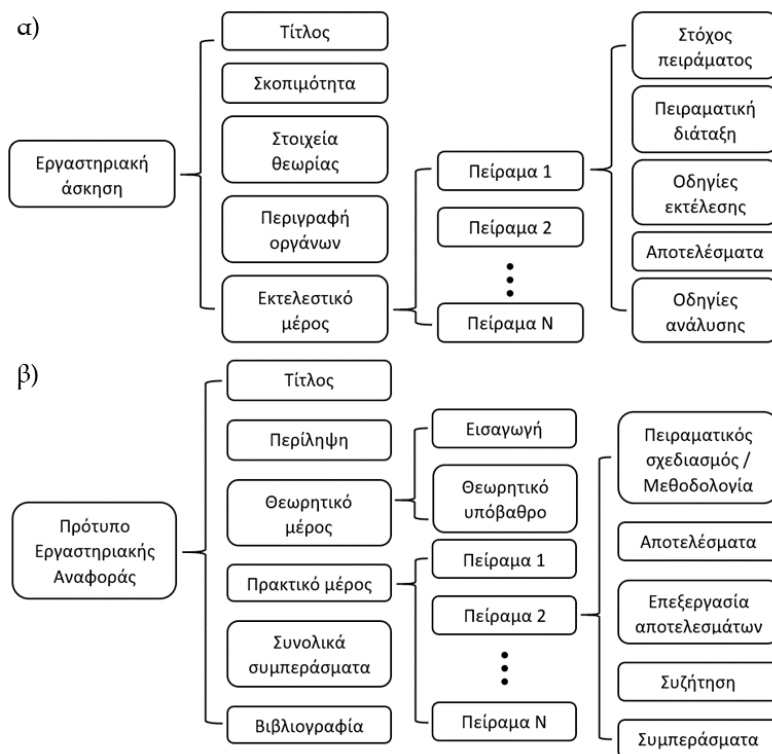 α)
Εργαστηριακή
άσκηση
Τίτλος
Σκοπιμότητα
Στοιχεία
θεωρίας
Περιγραφή
οργάνων
Εκτελεστικό
μέρος
Πείραμα 1
Πείραμα 2
Πείραμα Ν
Στόχος
πειράματος
Πειραματική
διάταξη
Οδηγίες
εκτέλεσης
Αποτελέσματα
Οδηγίες
ανάλυσης
β)
Πρότυπο
Εργαστηριακής
Αναφοράς
Τίτλος
Περίληψη
Θεωρητικό
μέρος
Πρακτικό μέρος
Συνολικά
συμπεράσματα
Βιβλιογραφία
Εισαγωγή
Θεωρητικό
υπόβαθρο
Πείραμα 1
Πείραμα 2
Πείραμα Ν
Πειραματικός
σχεδιασμός /
Μεθοδολογία
Αποτελέσματα
Επεξεργασία
αποτελεσμάτων
Συζήτηση
Συμπεράσματα